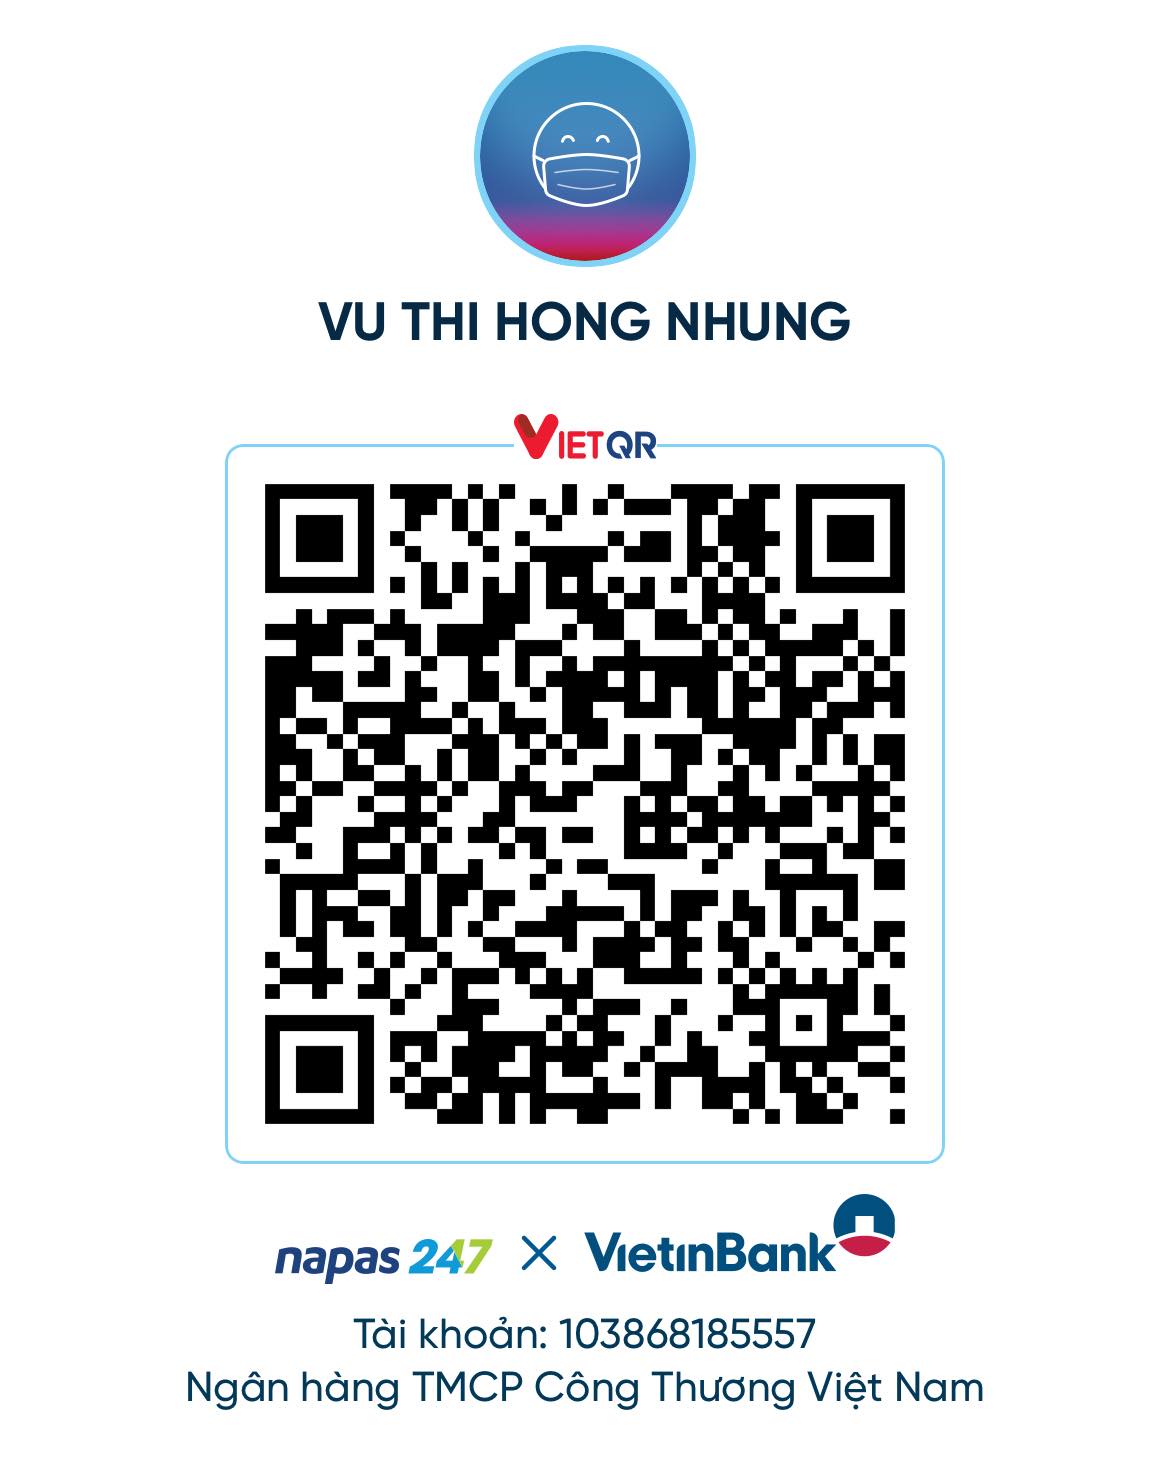 VU THI HONG NHUNG
VIETQR
napas 247 VietinBank
Tài khoản: 103868185557
Ngân hàng TMCP Công Thương Việt Nam